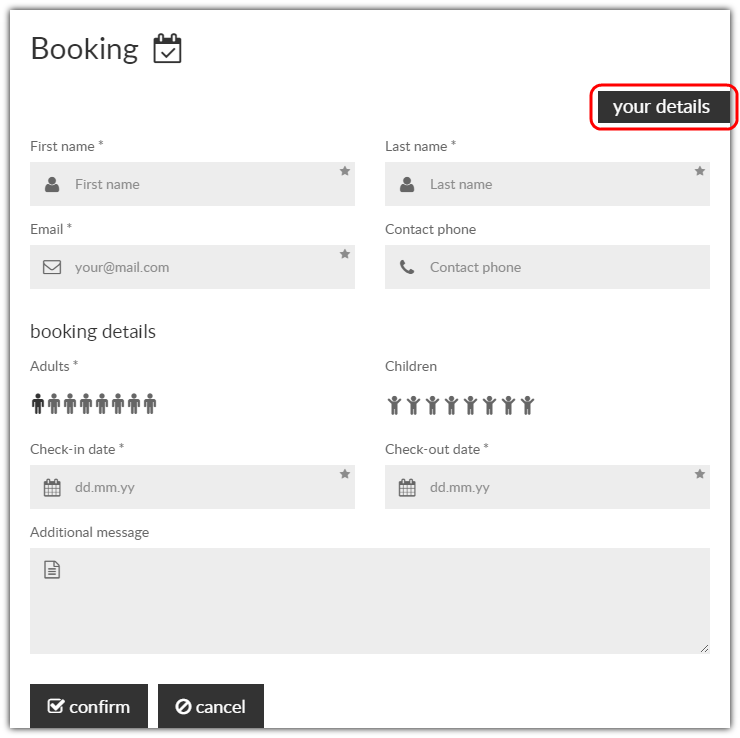 Booking
your details
First name * Last name *
First name Last name
Email * Contact phone
your@mail.com Contact phone
booking details
Adults * Children
Check-in date * Check-out date *
dd.mm.yy dd.mm.yy
Additional message
confirm cancel